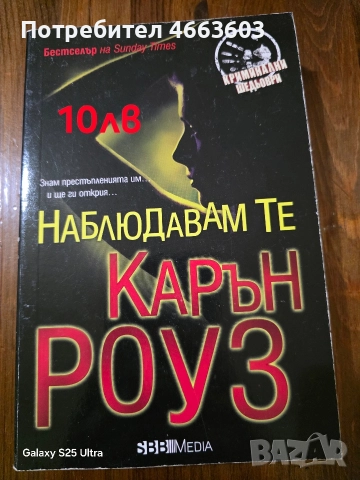 Потребител 4663603
Бестселър на Sunday Times
КРИМИНАЛНИ
ШЕДЬОВРИ
10лв
Знам престъпленията им...
и ще ги открия...
НАБЛЮДАВАМ ТЕ
КАРЪН
РОУЗ
SBB MEDIA
Galaxy S25 Ultra
BAZAR